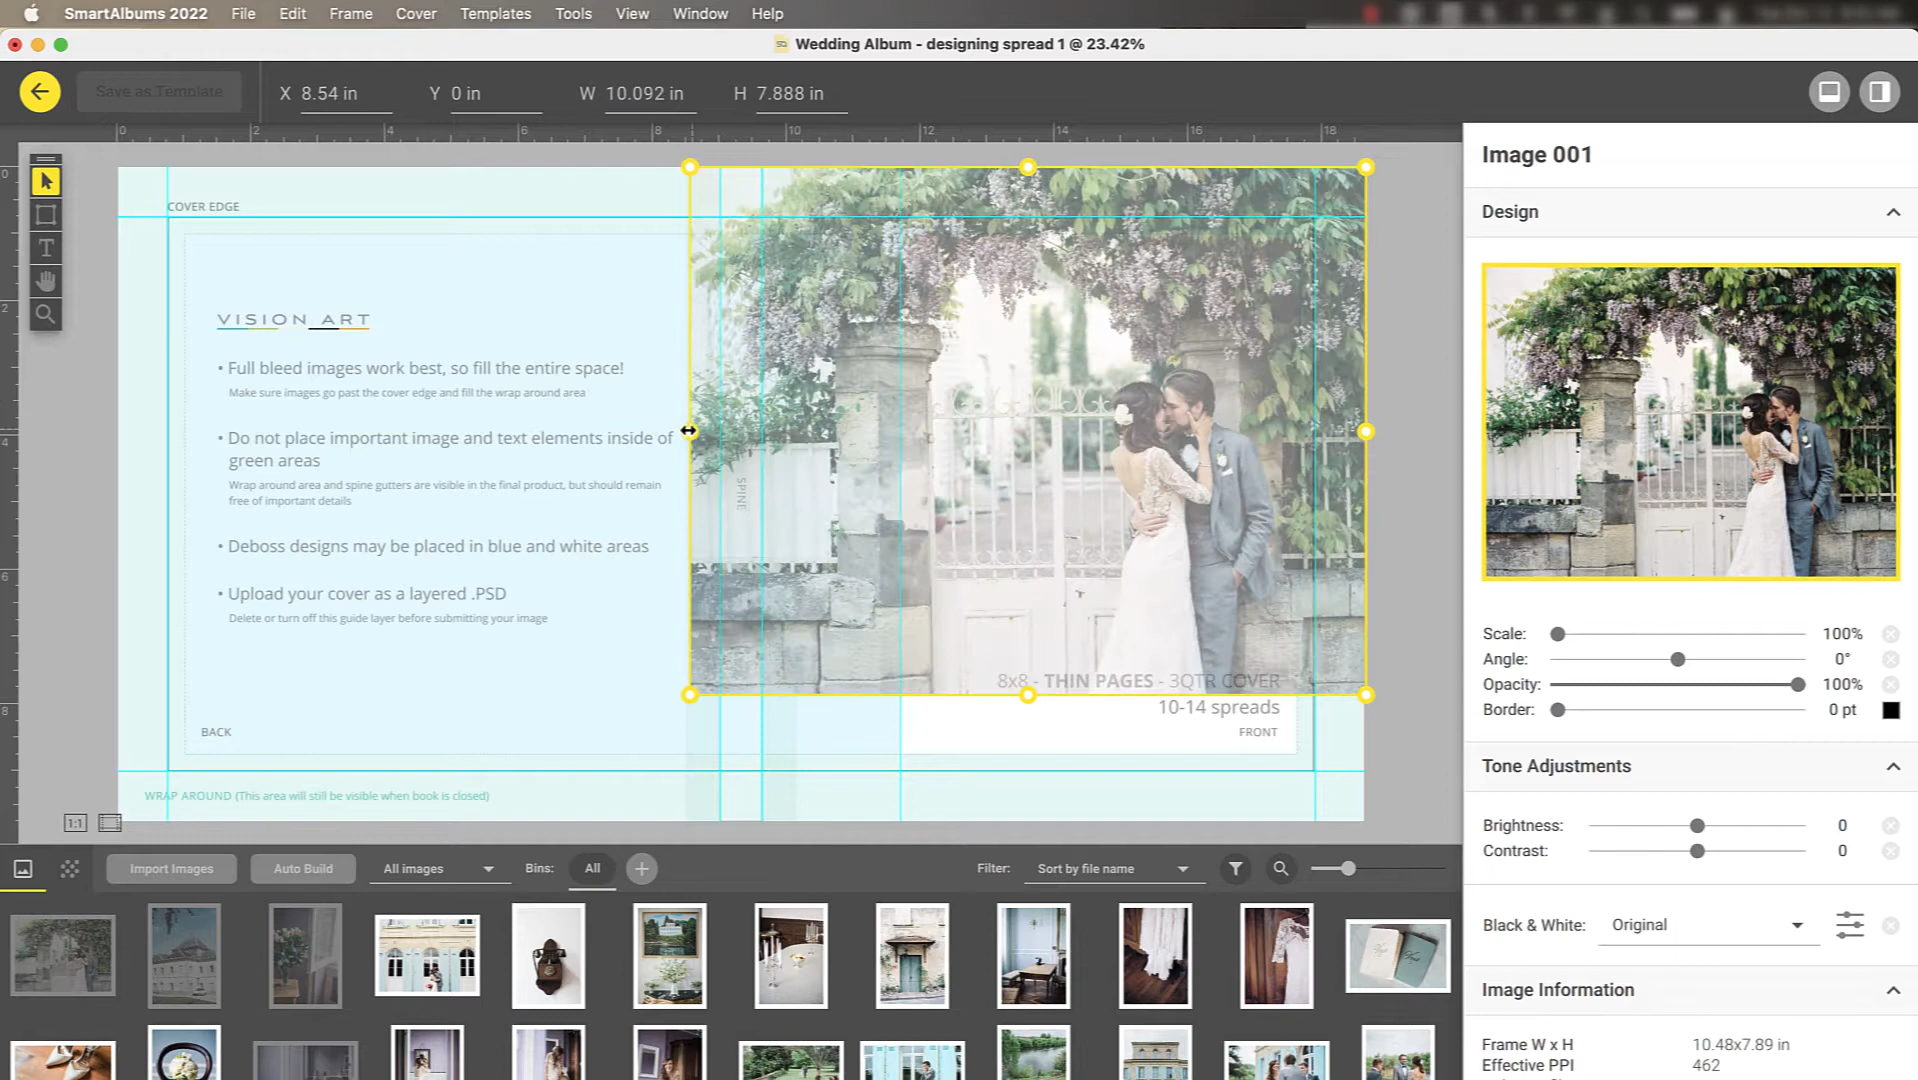 SmartAlbums 2022 File Edit Frame Cover Templates Tools View Window Help
Wedding Album - designing spread 1 @ 23.42%
Save as Template
X 8.54 in Y 0 in W 10.092 in H 7.888 in
0 2 4 6 8 10 12 14 16 18
0
2
4
6
8
COVER EDGE
VISION ART
• Full bleed images work best, so fill the entire space!
Make sure images go past the cover edge and fill the wrap around area
• Do not place important image and text elements inside of
green areas
Wrap around area and spine gutters are visible in the final product, but should remain
free of important details
• Deboss designs may be placed in blue and white areas
• Upload your cover as a layered .PSD
Delete or turn off this guide layer before submitting your image
BACK
SPINE
8x8 - THIN PAGES - 3QTR COVER
10-14 spreads
FRONT
WRAP AROUND (This area will still be visible when book is closed)
1:1
Import Images Auto Build All images Bins: All Filter: Sort by file name
Image 001
Design
Scale: 100%
Angle: 0°
Opacity: 100%
Border: 0 pt
Tone Adjustments
Brightness: 0
Contrast: 0
Black & White: Original
Image Information
Frame W x H 10.48x7.89 in
Effective PPI 462